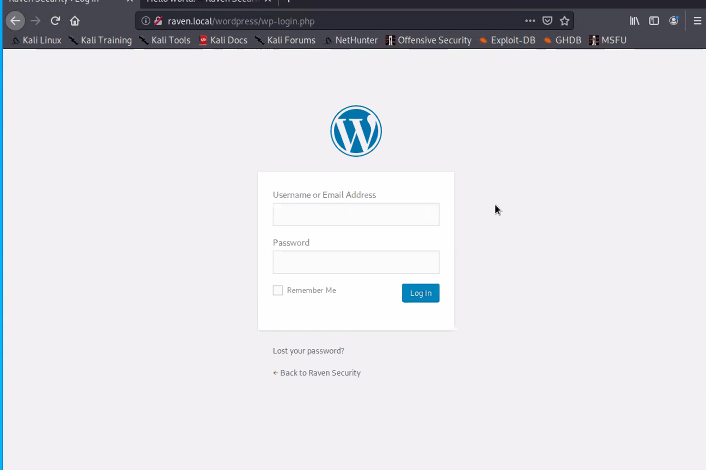 Raven Security › Log In
Hello world! – Raven Secur
raven.local/wordpress/wp-login.php
Kali Linux Kali Training Kali Tools Kali Docs Kali Forums NetHunter Offensive Security Exploit-DB GHDB MSFU
Username or Email Address
Password
Remember Me
Log In
Lost your password?
← Back to Raven Security